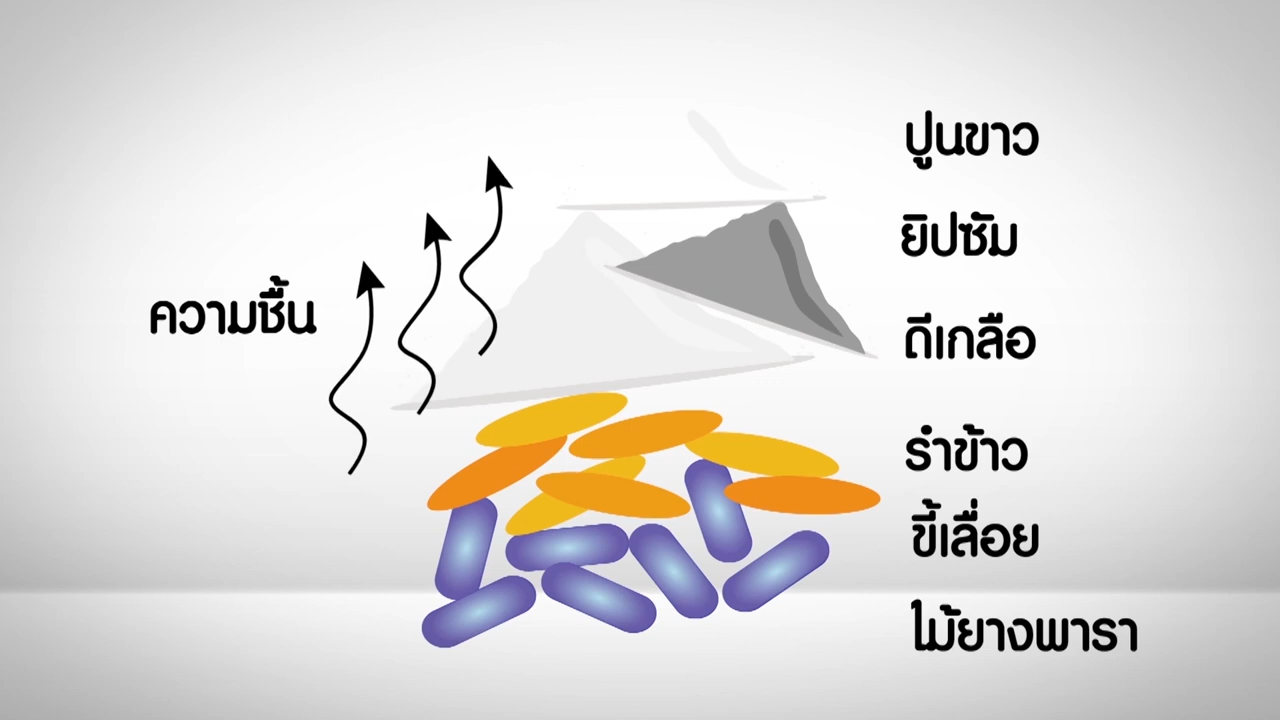 ปูนขาว
ยิปซัม
ความชื้น
ดีเกลือ
รำข้าว
ขี้เลื่อย
ไม้ยางพารา